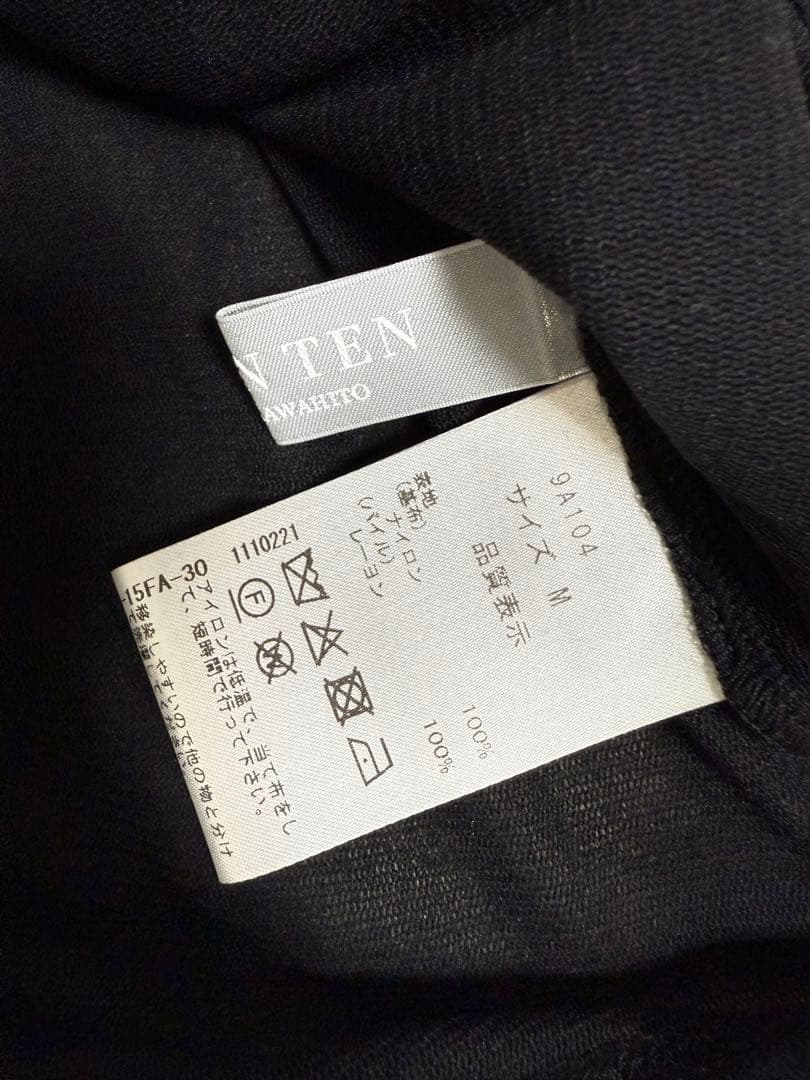 N TEN
AWAHITO
9A104
サイズ M
品質表示
表地
(基布) ナイロン 100%
(パイル) レーヨン 100%
アイロンは低温で、当て布をし
て、短時間で行って下さい。
移染しやすいので他の物と分け
15FA-30 1110221